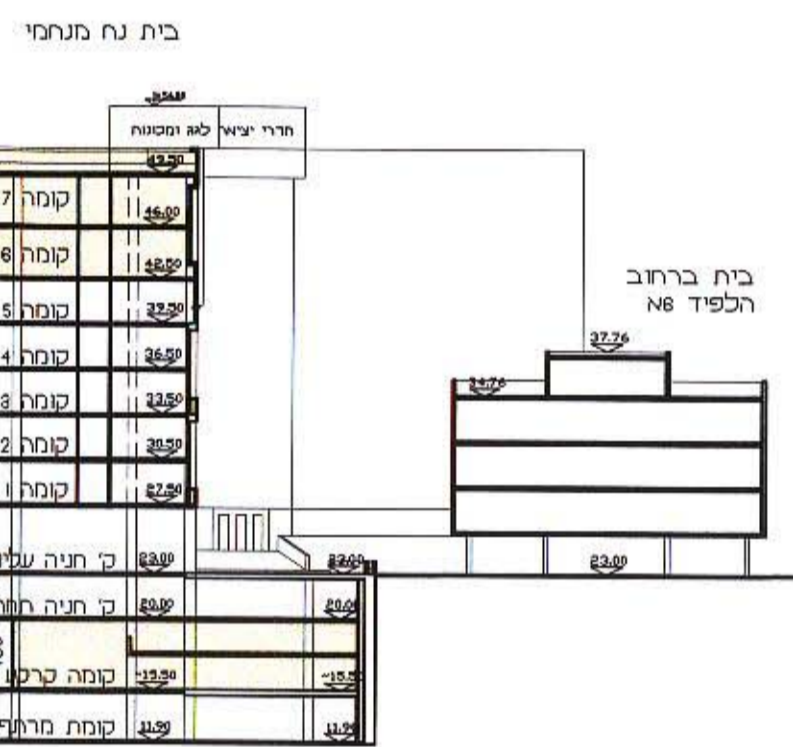 בית נח מנחמי
חדרי יציאה לגג ומכונות
49.50
קומה 7
46.00
קומה 6
42.50
קומה 5
39.50
קומה 4
36.50
קומה 3
33.50
קומה 2
30.50
קומה 1
27.50
בית ברחוב
הלפיד 8א
37.76
34.76
ק' חניה
23.00
23.00
23.00
ק' חניה
20.00
20.00
קומה קרקע
~15.50
~15.5
קומת מרתף
11.90
11.90